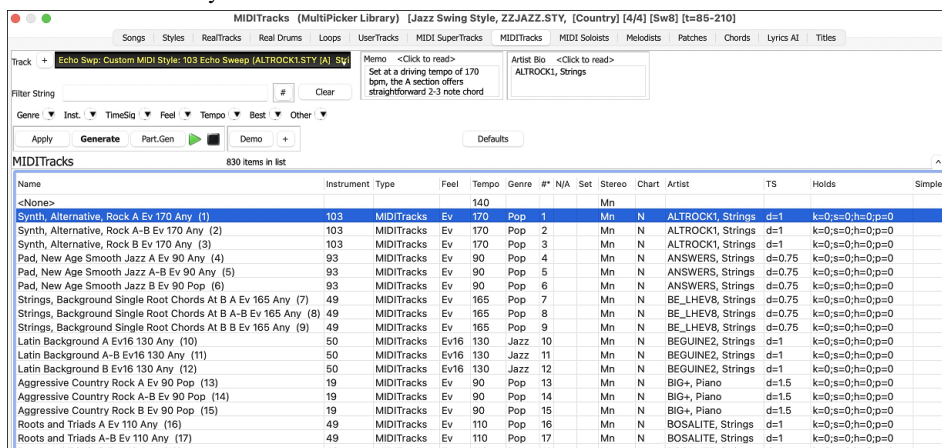 MIDITracks (MultiPicker Library) [Jazz Swing Style, ZZJAZZ.STY, [Country] [4/4] [Sw8] [t=85-210]
Songs Styles RealTracks Real Drums Loops UserTracks MIDI SuperTracks MIDITracks MIDI Soloists Melodists Patches Chords Lyrics AI Titles
Track + Echo Swp: Custom MIDI Style: 103 Echo Sweep (ALTROCK1.STY [A] Stri
Memo <Click to read>
Set at a driving tempo of 170
bpm, the A section offers
straightforward 2-3 note chord
Artist Bio <Click to read>
ALTROCK1, Strings
Filter String # Clear
Genre Inst. TimeSig Feel Tempo Best Other
Apply Generate Part.Gen Demo + Defaults
MIDITracks 830 items in list
Name Instrument Type Feel Tempo Genre #* N/A Set Stereo Chart Artist TS Holds Simple
<None> 140 Mn
Synth, Alternative, Rock A Ev 170 Any (1) 103 MIDITracks Ev 170 Pop 1 Mn N ALTROCK1, Strings d=1 k=0;s=0;h=0;p=0
Synth, Alternative, Rock A-B Ev 170 Any (2) 103 MIDITracks Ev 170 Pop 2 Mn N ALTROCK1, Strings d=1 k=0;s=0;h=0;p=0
Synth, Alternative, Rock B Ev 170 Any (3) 103 MIDITracks Ev 170 Pop 3 Mn N ALTROCK1, Strings d=1 k=0;s=0;h=0;p=0
Pad, New Age Smooth Jazz A Ev 90 Any (4) 93 MIDITracks Ev 90 Pop 4 Mn N ANSWERS, Strings d=0.75 k=0;s=0;h=0;p=0
Pad, New Age Smooth Jazz A-B Ev 90 Any (5) 93 MIDITracks Ev 90 Pop 5 Mn N ANSWERS, Strings d=0.75 k=0;s=0;h=0;p=0
Pad, New Age Smooth Jazz B Ev 90 Pop (6) 93 MIDITracks Ev 90 Pop 6 Mn N ANSWERS, Strings d=0.75 k=0;s=0;h=0;p=0
Strings, Background Single Root Chords At B A Ev 165 Any (7) 49 MIDITracks Ev 165 Pop 7 Mn N BE_LHEV8, Strings d=0.75 k=0;s=0;h=0;p=0
Strings, Background Single Root Chords At B A-B Ev 165 Any (8) 49 MIDITracks Ev 165 Pop 8 Mn N BE_LHEV8, Strings d=0.75 k=0;s=0;h=0;p=0
Strings, Background Single Root Chords At B B Ev 165 Any (9) 49 MIDITracks Ev 165 Pop 9 Mn N BE_LHEV8, Strings d=0.75 k=0;s=0;h=0;p=0
Latin Background A Ev16 130 Any (10) 50 MIDITracks Ev16 130 Jazz 10 Mn N BEGUINE2, Strings d=1 k=0;s=0;h=0;p=0
Latin Background A-B Ev16 130 Any (11) 50 MIDITracks Ev16 130 Jazz 11 Mn N BEGUINE2, Strings d=1 k=0;s=0;h=0;p=0
Latin Background B Ev16 130 Any (12) 50 MIDITracks Ev16 130 Jazz 12 Mn N BEGUINE2, Strings d=1 k=0;s=0;h=0;p=0
Aggressive Country Rock A Ev 90 Pop (13) 19 MIDITracks Ev 90 Pop 13 Mn N BIG+, Piano d=1.5 k=0;s=0;h=0;p=0
Aggressive Country Rock A-B Ev 90 Pop (14) 19 MIDITracks Ev 90 Pop 14 Mn N BIG+, Piano d=1.5 k=0;s=0;h=0;p=0
Aggressive Country Rock B Ev 90 Pop (15) 19 MIDITracks Ev 90 Pop 15 Mn N BIG+, Piano d=1.5 k=0;s=0;h=0;p=0
Roots and Triads A Ev 110 Any (16) 49 MIDITracks Ev 110 Pop 16 Mn N BOSALITE, Strings d=1 k=0;s=0;h=0;p=0
Roots and Triads A-B Ev 110 Any (17) 49 MIDITracks Ev 110 Pop 17 Mn N BOSALITE, Strings d=1 k=0;s=0;h=0;p=0